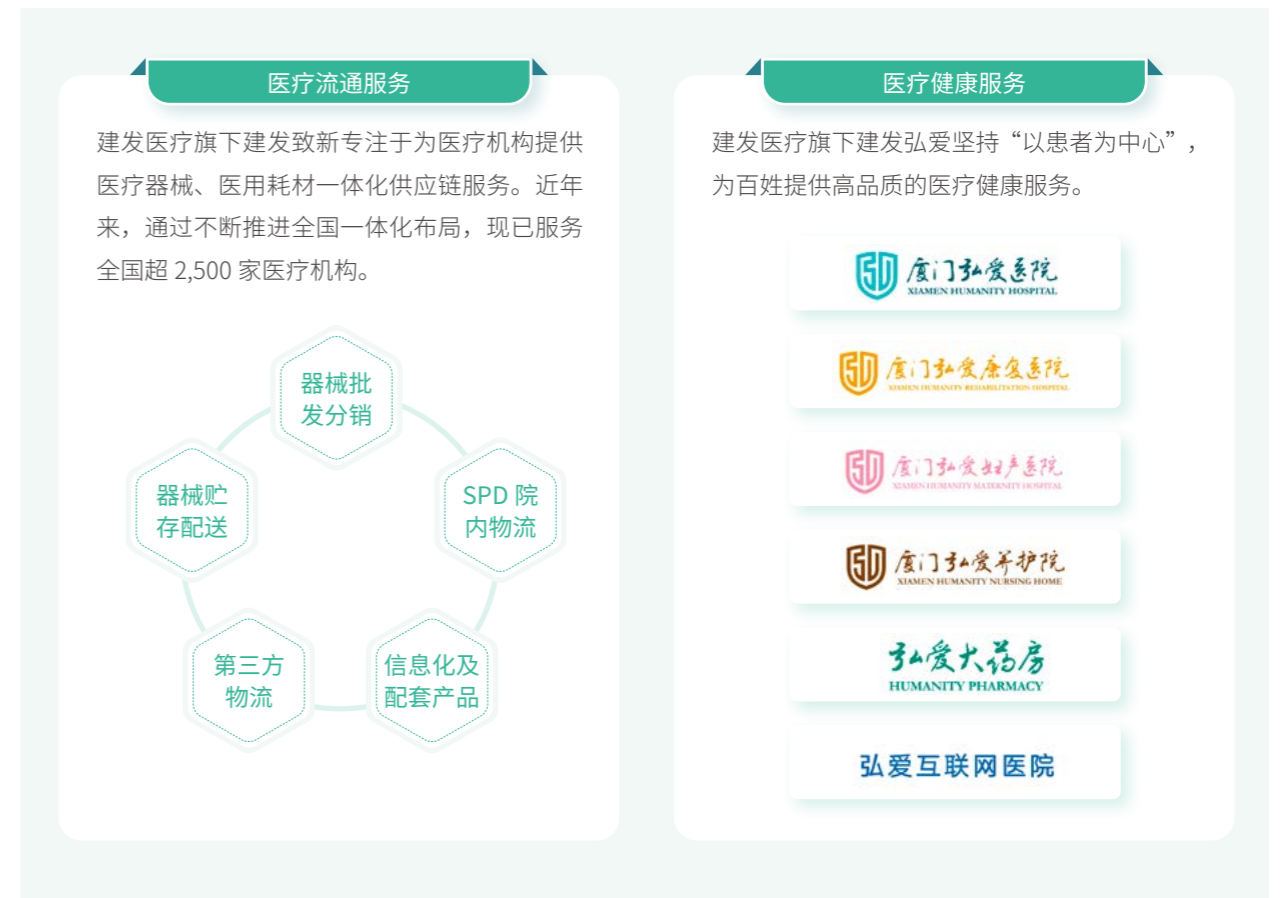 医疗流通服务
建发医疗旗下建发致新专注于为医疗机构提供
医疗器械、医用耗材一体化供应链服务。近年
来，通过不断推进全国一体化布局，现已服务
全国超 2,500 家医疗机构。
器械批
发分销
器械贮
存配送
SPD 院
内物流
第三方
物流
信息化及
配套产品
医疗健康服务
建发医疗旗下建发弘爱坚持“以患者为中心”，
为百姓提供高品质的医疗健康服务。
厦门弘爱医院
XIAMEN HUMANITY HOSPITAL
厦门弘爱康复医院
XIAMEN HUMANITY REHABILITATION HOSPITAL
厦门弘爱妇产医院
XIAMEN HUMANITY MATERNITY HOSPITAL
厦门弘爱养护院
XIAMEN HUMANITY NURSING HOME
弘爱大药房
HUMANITY PHARMACY
弘爱互联网医院